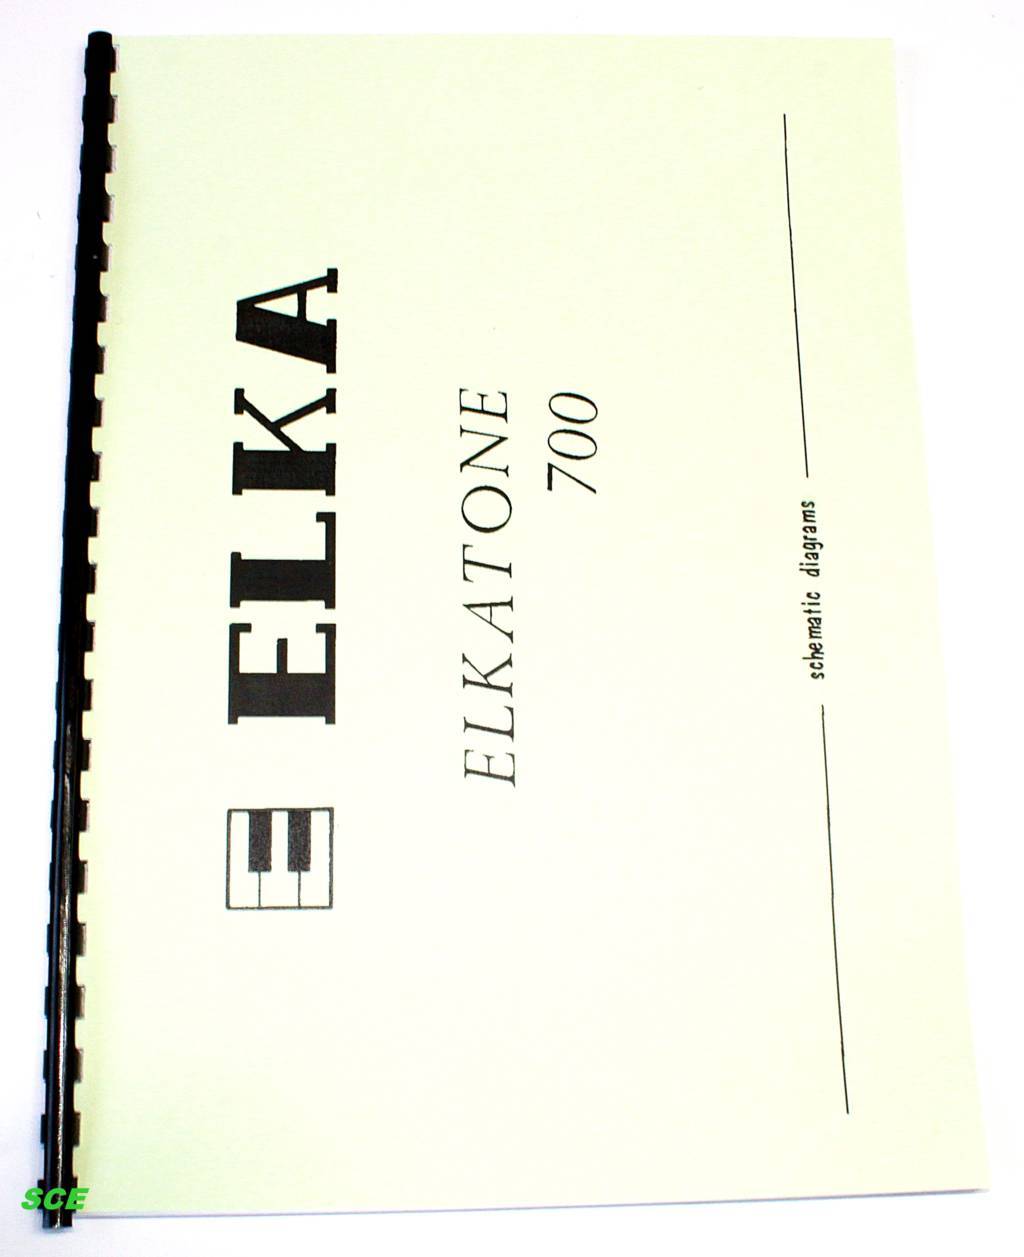 ELKA
ELKATONE
700
schematic diagrams
SCE